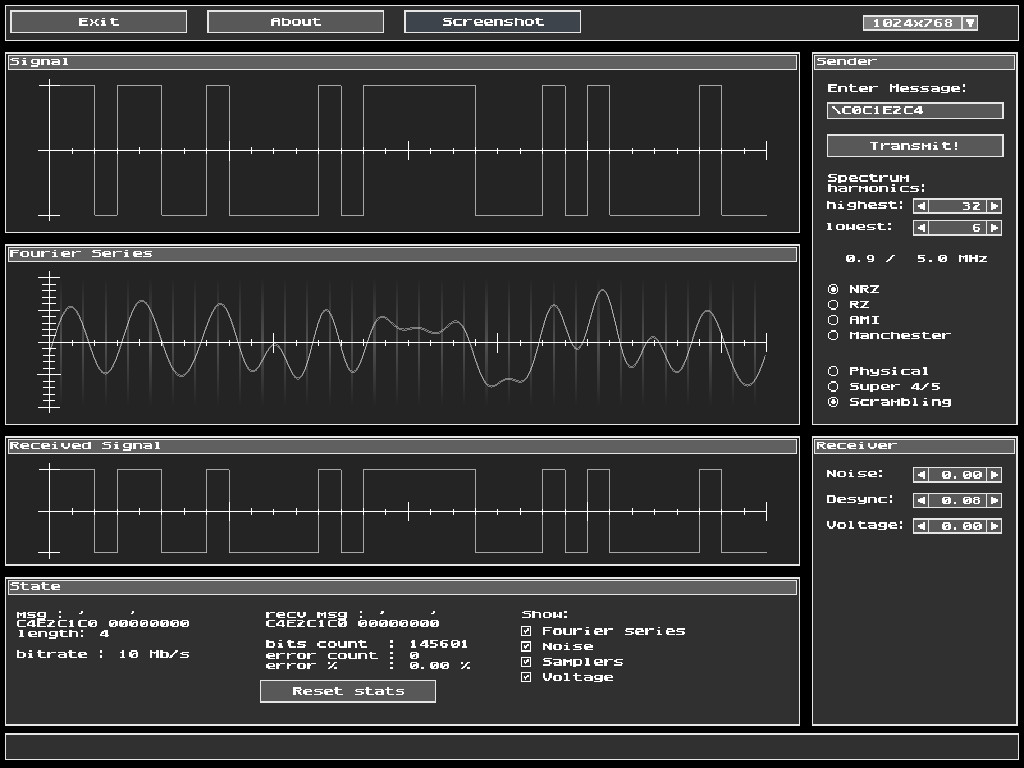 Exit
About
Screenshot
1024x768
Signal
Sender
Enter Message:
\C0C1E2C4
Transmit!
Spectrum
harmonics:
highest: 32
lowest: 6
0.9 / 5.0 MHz
NRZ
RZ
AMI
Manchester
Physical
Super 4/5
Scrambling
Fourier Series
Received Signal
Receiver
Noise: 0.00
Desync: 0.08
Voltage: 0.00
State
msg : ' '
C4E2C1C0 00000000
length: 4
bitrate : 10 Mb/s
recv msg : ' '
C4E2C1C0 00000000
bits count : 145601
error count : 0
error % : 0.00 %
Reset stats
Show:
Fourier series
Noise
Samplers
Voltage